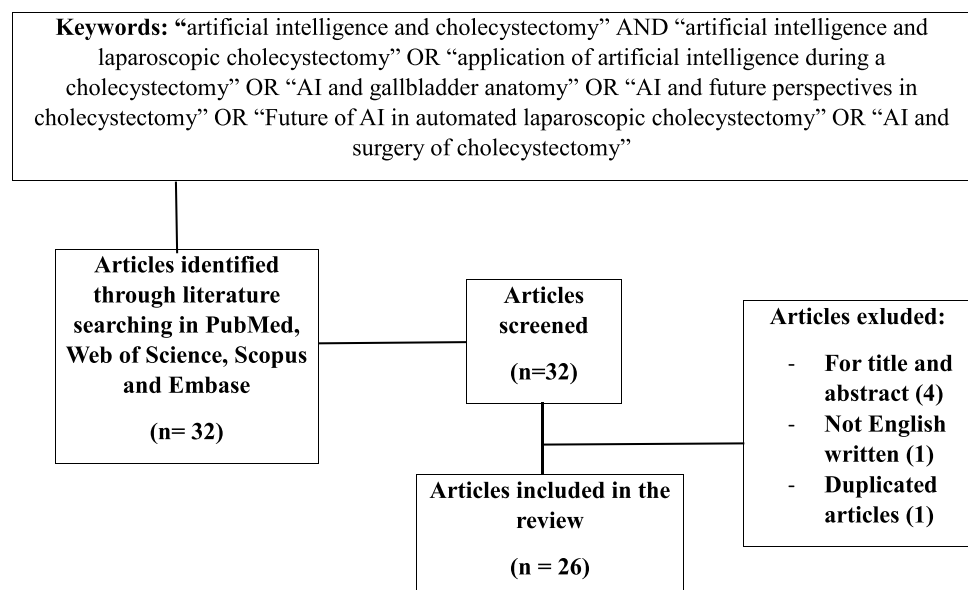 Keywords: “artificial intelligence and cholecystectomy” AND “artificial intelligence and
laparoscopic cholecystectomy” OR “application of artificial intelligence during a
cholecystectomy” OR “AI and gallbladder anatomy” OR “AI and future perspectives in
cholecystectomy” OR “Future of AI in automated laparoscopic cholecystectomy” OR “AI and
surgery of cholecystectomy”
Articles identified
through literature
searching in PubMed,
Web of Science, Scopus
and Embase
(n= 32)
Articles
screened
(n=32)
Articles exluded:
- For title and
abstract (4)
- Not English
written (1)
- Duplicated
articles (1)
Articles included in the
review
(n = 26)